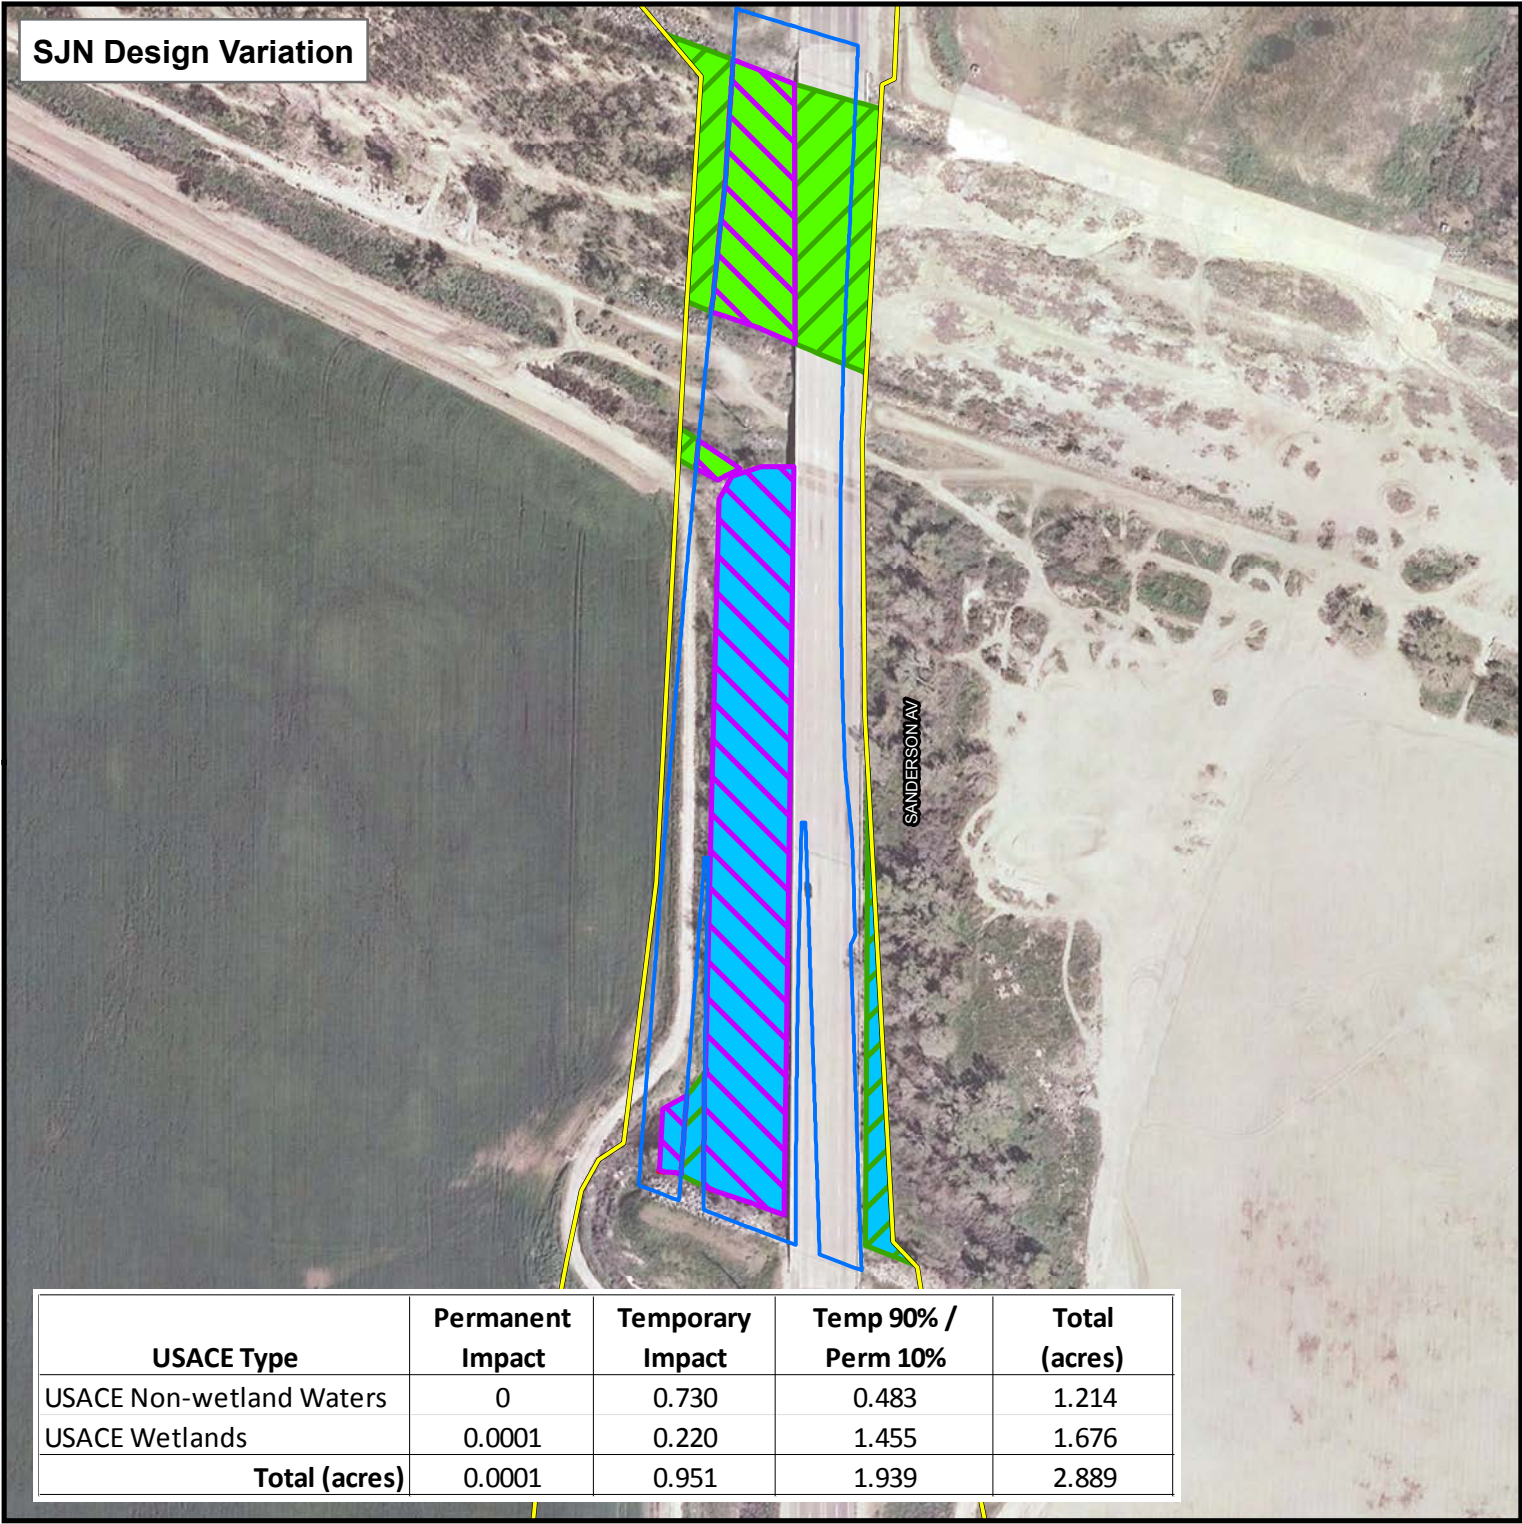 SJN Design Variation
SANDERSON AV
USACE Type Permanent Impact Temporary Impact Temp 90% / Perm 10% Total (acres)
USACE Non-wetland Waters 0 0.730 0.483 1.214
USACE Wetlands 0.0001 0.220 1.455 1.676
Total (acres) 0.0001 0.951 1.939 2.889